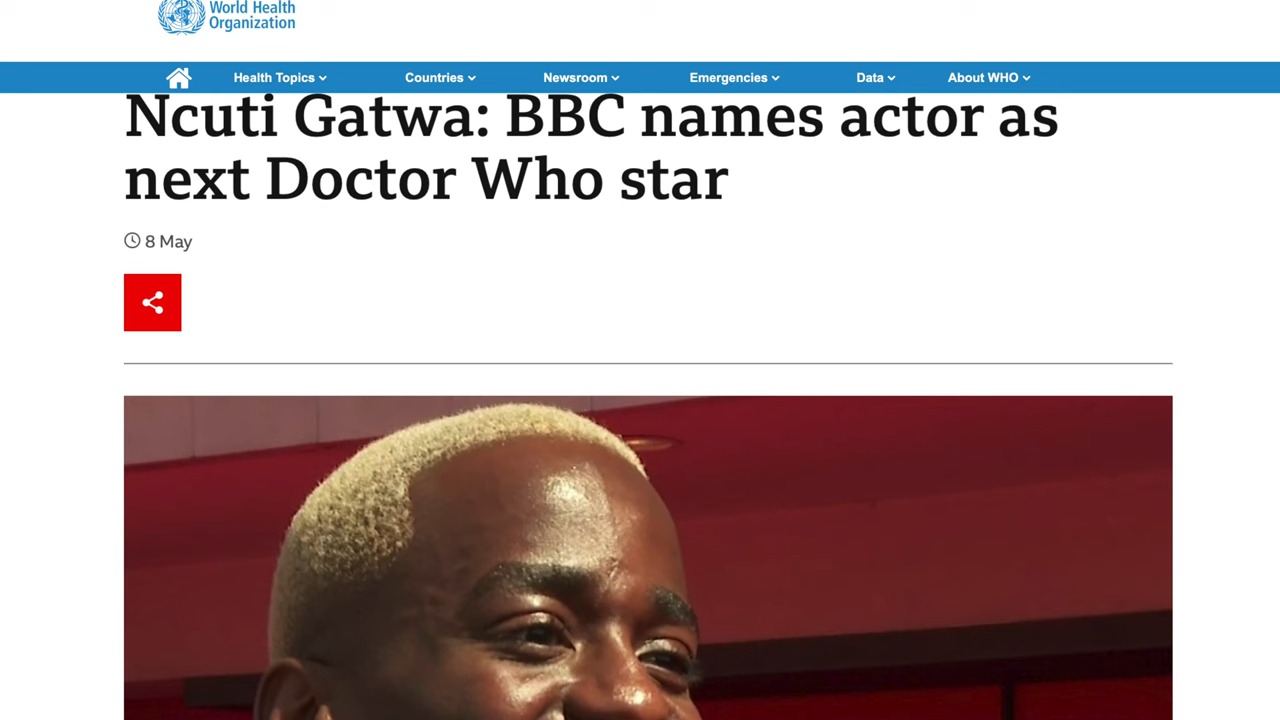 World Health
Organization
Health Topics Countries Newsroom Emergencies Data About WHO
Ncuti Gatwa: BBC names actor as
next Doctor Who star
8 May